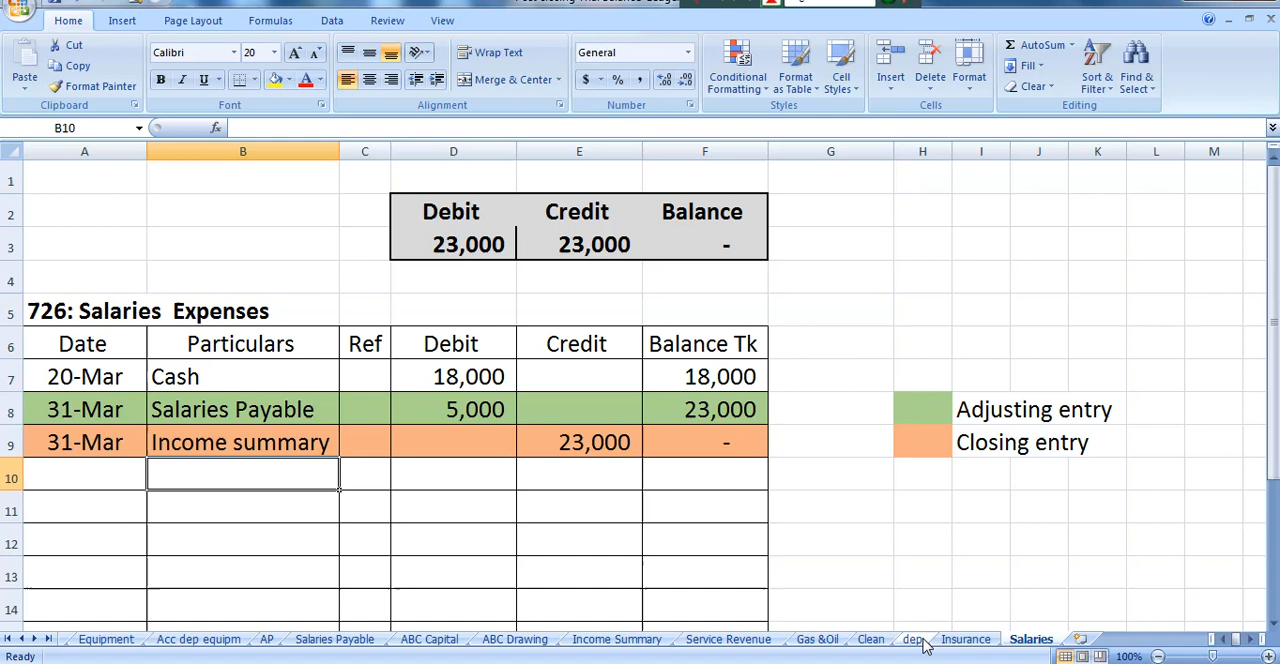 Home Insert Page Layout Formulas Data Review View
Cut
Copy
Format Painter
Paste
Clipboard
Calibri 20
B I U
Font
Wrap Text
Merge & Center
Alignment
General
$ % ,
Number
Conditional Formatting
Format as Table
Cell Styles
Styles
Insert Delete Format
Cells
Σ AutoSum
Fill
Clear
Sort & Filter
Find & Select
Editing
B10 fx
A B C D E F G H I J K L M
1
2 Debit Credit Balance
3 23,000 23,000 -
4
5 726: Salaries Expenses
6 Date Particulars Ref Debit Credit Balance Tk
7 20-Mar Cash 18,000 18,000
8 31-Mar Salaries Payable 5,000 23,000 Adjusting entry
9 31-Mar Income summary 23,000 - Closing entry
10
11
12
13
14
Equipment Acc dep equipm AP Salaries Payable ABC Capital ABC Drawing Income Summary Service Revenue Gas &Oil Clean dep Insurance Salaries
Ready 100%